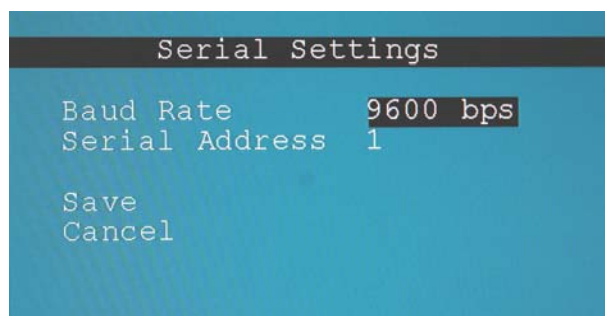 Serial Settings
Baud Rate 9600 bps
Serial Address 1
Save
Cancel